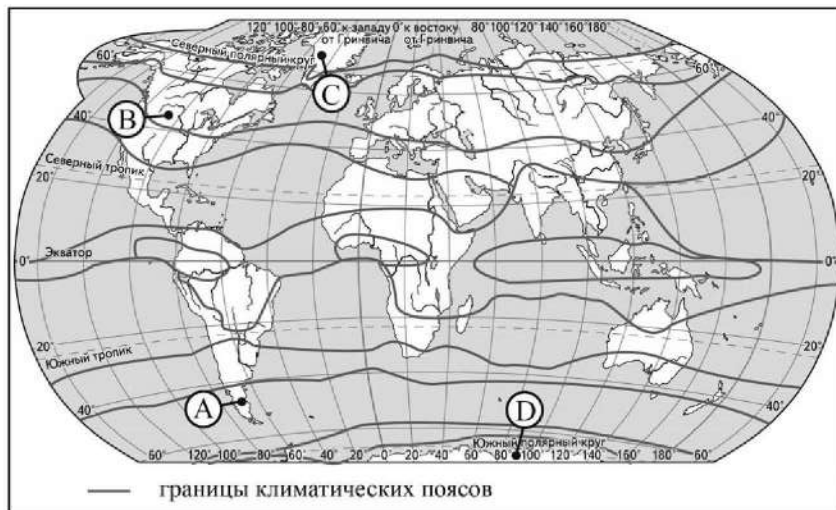 120° 100° 80° 60° к западу 0° к востоку 80° 100° 120° 140° 160° 180°
от Гринвича от Гринвича
Северный полярный круг
60° 60°
C
B
40° 40°
Северный тропик
20° 20°
Экватор
0° 0°
20° 20°
Южный тропик
A D
40° 40°
Южный полярный круг
60° 160° 120° 100° 80° 60° 40° 20° 0° 20° 40° 60° 80° 100° 120° 140° 160° 180° 60°
границы климатических поясов